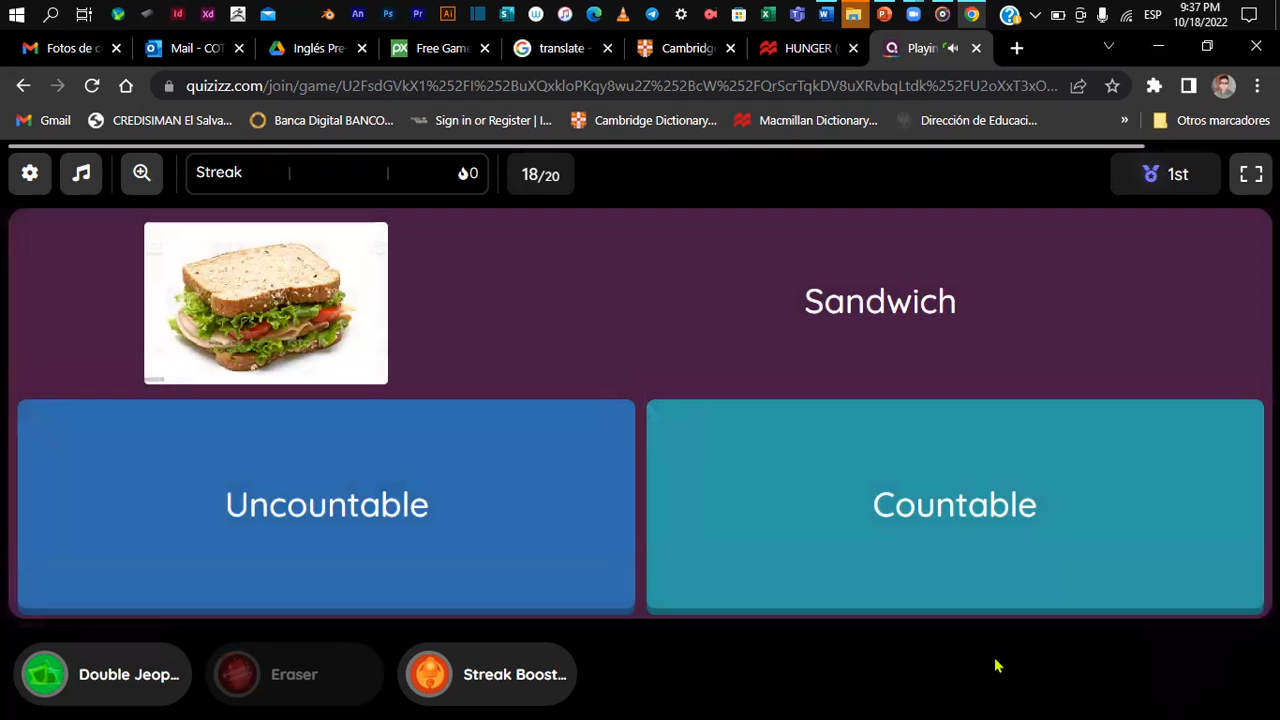 9:37 PM
ESP
10/18/2022
Fotos de c
Mail - COT
Inglés Pre-
Free Game
translate -
Cambridg
HUNGER (
Playin
quizizz.com/join/game/U2FsdGVkX1%252FI%252BuXQxkloPKqy8wu2Z%252BcW%252FQrScrTqkDV8uXRvbqLtdk%252FU2oXxT3xO...
Gmail
CREDISIMAN El Salva...
Banca Digital BANCO...
Sign in or Register | I...
Cambridge Dictionary...
Macmillan Dictionary...
Dirección de Educaci...
»
Otros marcadores
Streak
0
18/20
1st
Sandwich
Uncountable
Countable
Double Jeop...
Eraser
Streak Boost...